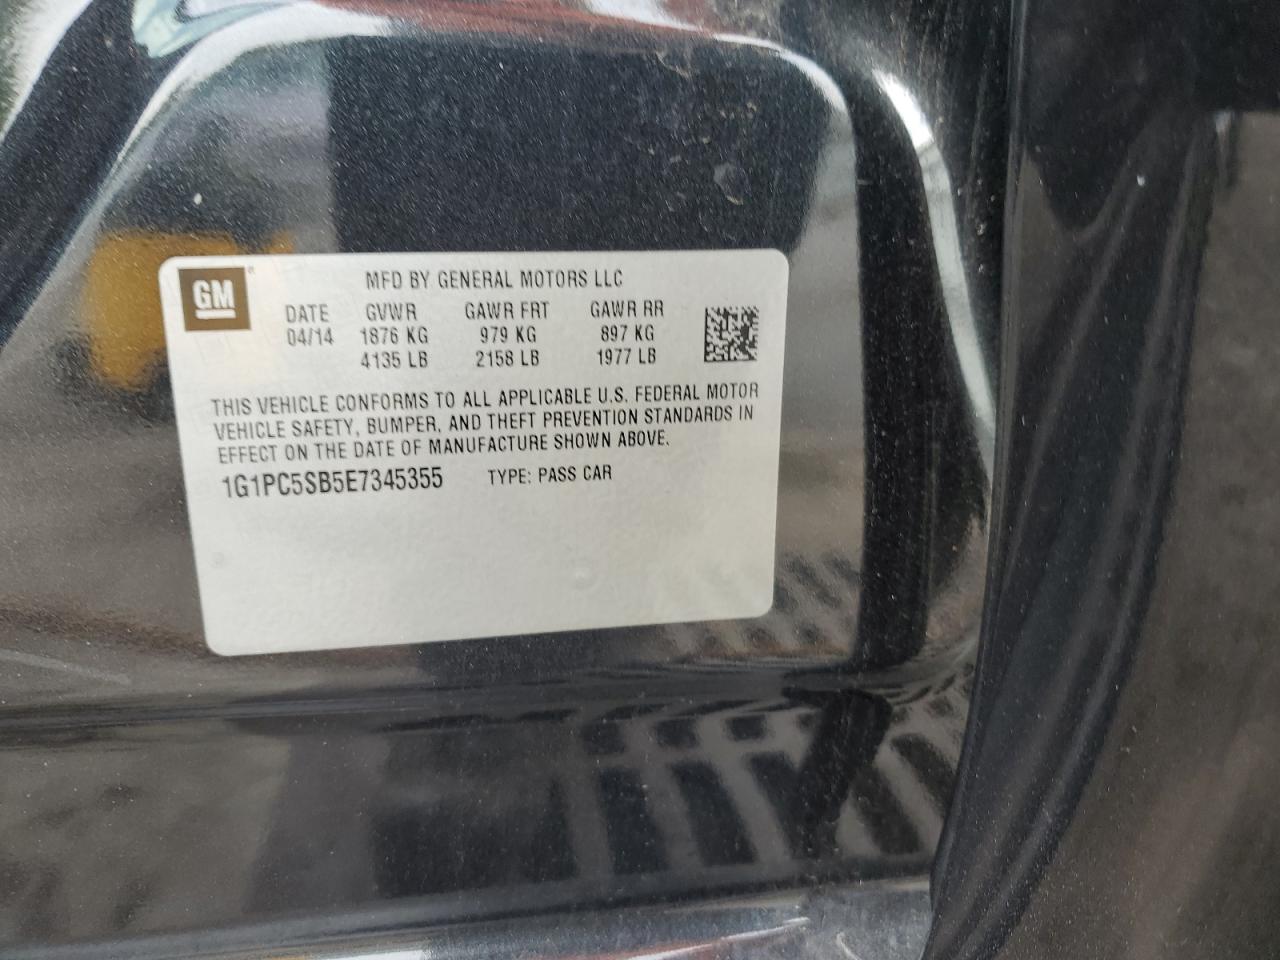 GM®
MFD BY GENERAL MOTORS LLC
DATE GVWR GAWR FRT GAWR RR
04/14 1876 KG 979 KG 897 KG
4135 LB 2158 LB 1977 LB
THIS VEHICLE CONFORMS TO ALL APPLICABLE U.S. FEDERAL MOTOR
VEHICLE SAFETY, BUMPER, AND THEFT PREVENTION STANDARDS IN
EFFECT ON THE DATE OF MANUFACTURE SHOWN ABOVE.
1G1PC5SB5E7345355 TYPE: PASS CAR